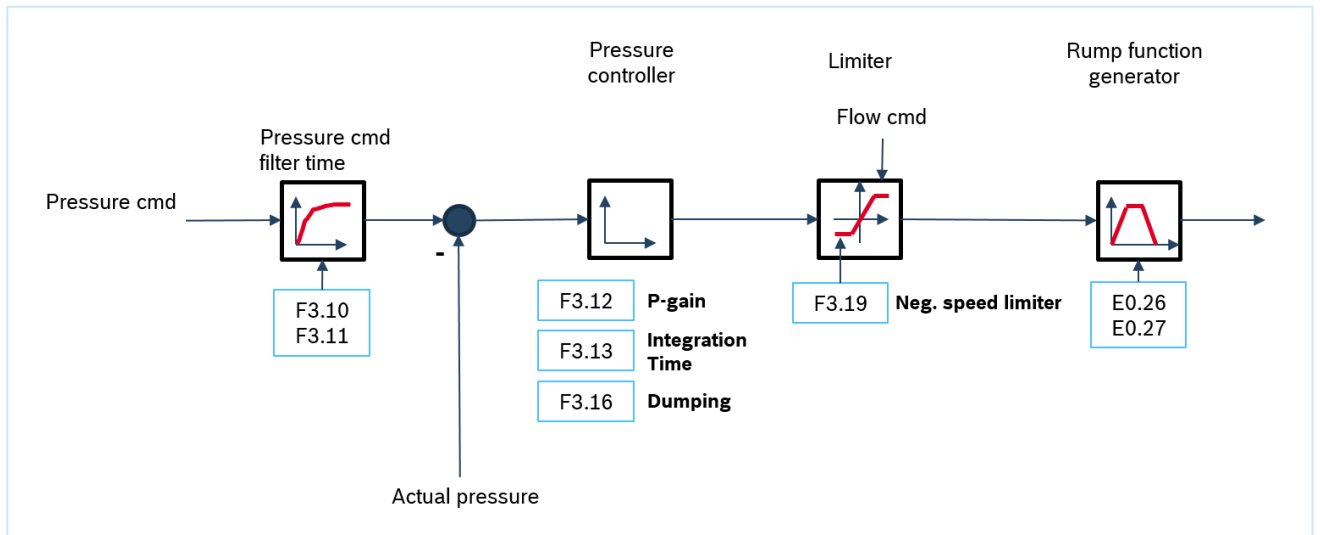 Pressure
controller
Limiter
Rump function
generator
Flow cmd
Pressure cmd
filter time
Pressure cmd
-
F3.10
F3.11
F3.12
P-gain
F3.13
Integration
Time
F3.16
Dumping
F3.19
Neg. speed limiter
E0.26
E0.27
Actual pressure